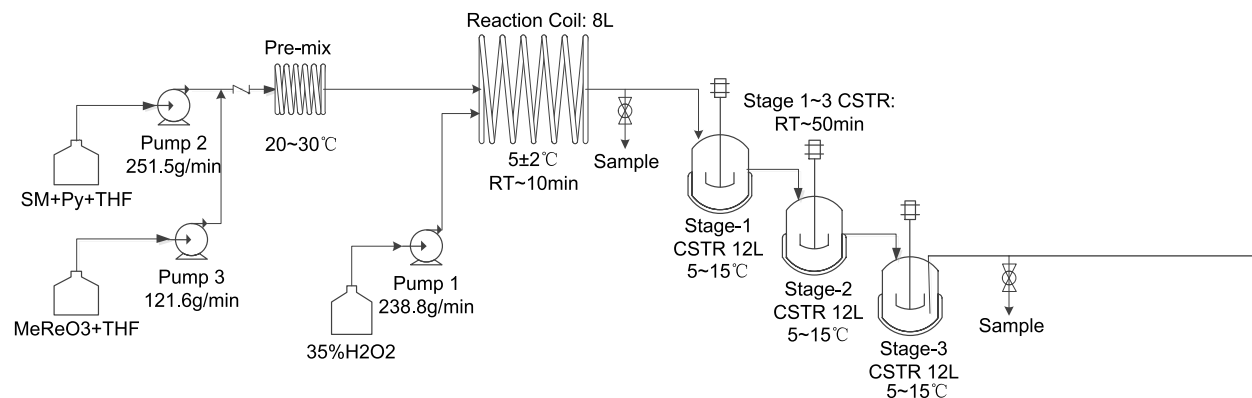 Reaction Coil: 8L
Pre-mix
Pump 2
251.5g/min
20~30℃
SM+Py+THF
5±2℃
RT~10min
Sample
Stage 1~3 CSTR:
RT~50min
Pump 3
121.6g/min
MeReO3+THF
Pump 1
238.8g/min
35%H2O2
Stage-1
CSTR 12L
5~15℃
Stage-2
CSTR 12L
5~15℃
Stage-3
CSTR 12L
5~15℃
Sample